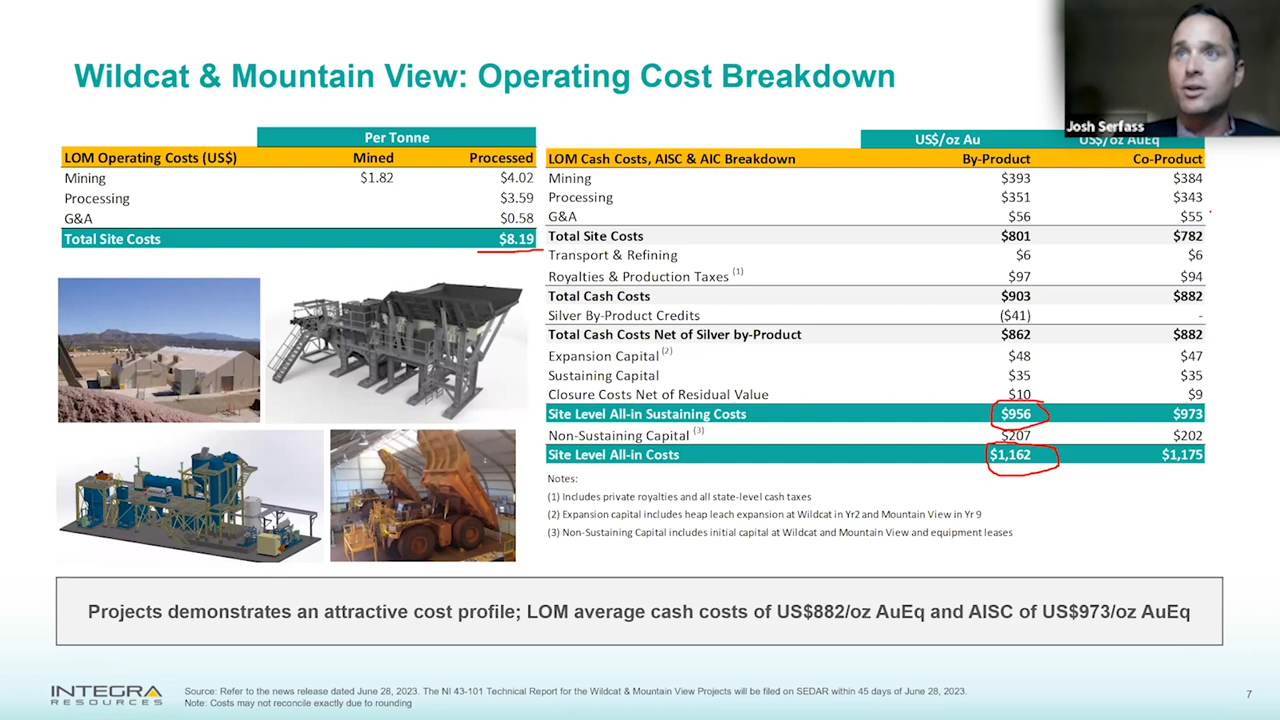 Wildcat & Mountain View: Operating Cost Breakdown
Josh Serfass
Per Tonne
LOM Operating Costs (US$) Mined Processed
Mining $1.82 $4.02
Processing $3.59
G&A $0.58
Total Site Costs $8.19
US$/oz Au US$/oz AuEq
LOM Cash Costs, AISC & AIC Breakdown By-Product Co-Product
Mining $393 $384
Processing $351 $343
G&A $56 $55
Total Site Costs $801 $782
Transport & Refining $6 $6
Royalties & Production Taxes (1) $97 $94
Total Cash Costs $903 $882
Silver By-Product Credits ($41) -
Total Cash Costs Net of Silver by-Product $862 $882
Expansion Capital (2) $48 $47
Sustaining Capital $35 $35
Closure Costs Net of Residual Value $10 $9
Site Level All-in Sustaining Costs $956 $973
Non-Sustaining Capital (3) $207 $202
Site Level All-in Costs $1,162 $1,175
Notes:
(1) Includes private royalties and all state-level cash taxes
(2) Expansion capital includes heap leach expansion at Wildcat in Yr2 and Mountain View in Yr 9
(3) Non-Sustaining Capital includes initial capital at Wildcat and Mountain View and equipment leases
Projects demonstrates an attractive cost profile; LOM average cash costs of US$882/oz AuEq and AISC of US$973/oz AuEq
INTEGRA
RESOURCES
Source: Refer to the news release dated June 28, 2023. The NI 43-101 Technical Report for the Wildcat & Mountain View Projects will be filed on SEDAR within 45 days of June 28, 2023.
Note: Costs may not reconcile exactly due to rounding
7